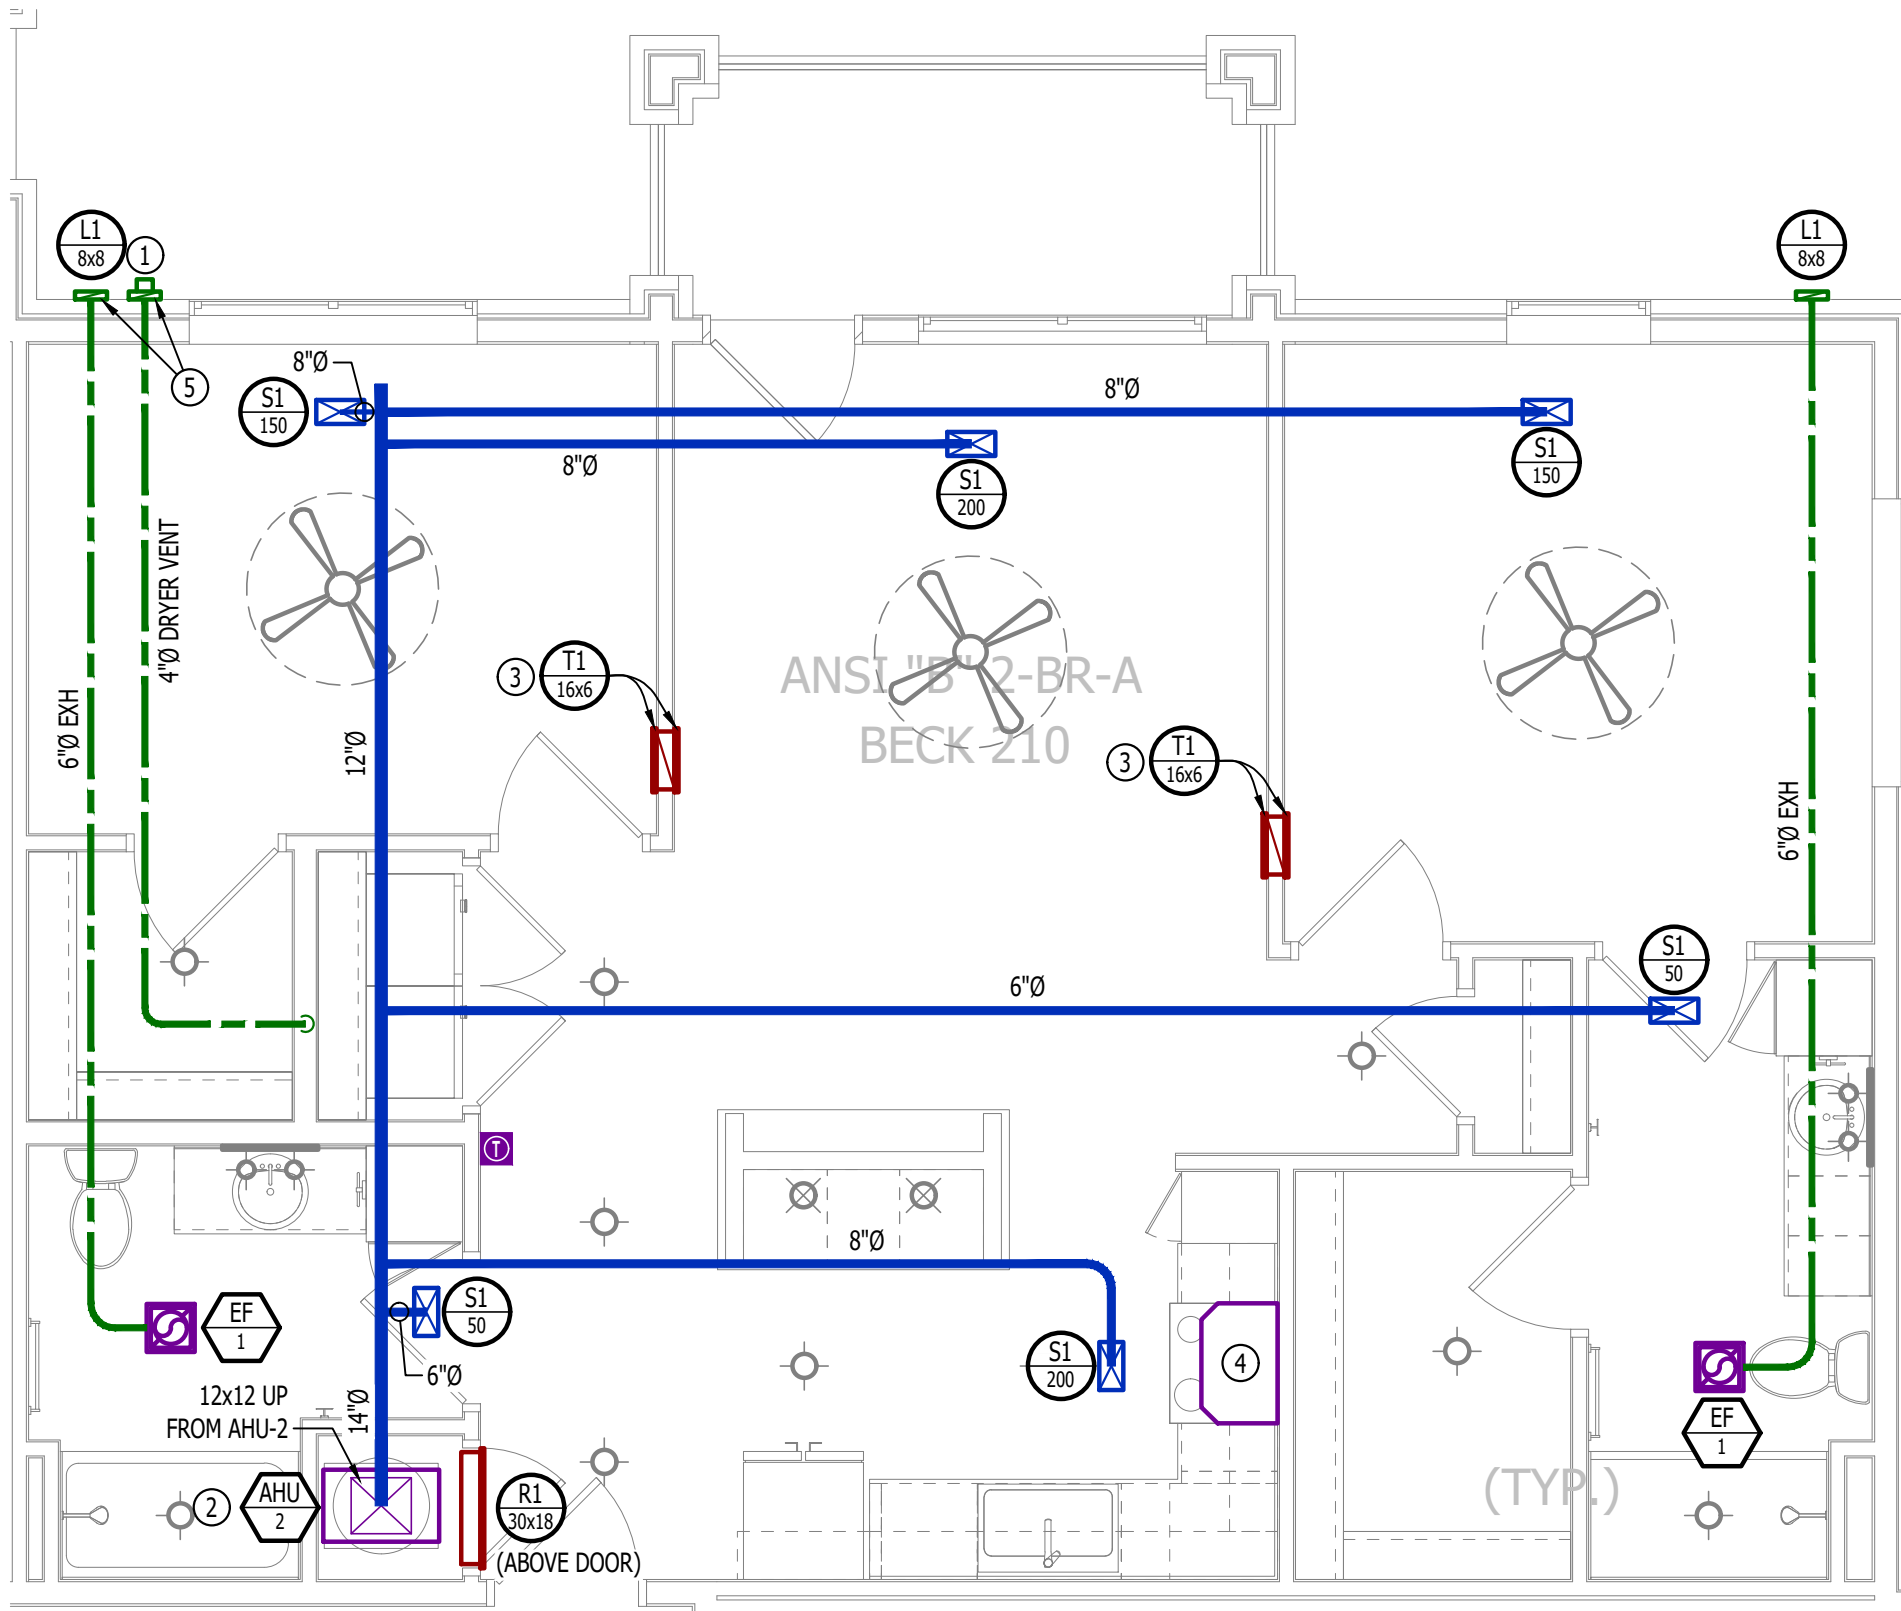 L1
8x8
1
L1
8x8
5
8"Ø
S1
150
8"Ø
S1
150
8"Ø
S1
200
4"Ø DRYER VENT
6"Ø EXH
12"Ø
3
T1
16x6
ANSI "B" 2-BR-A
BECK 210
3
T1
16x6
6"Ø EXH
S1
50
6"Ø
T
8"Ø
EF
1
S1
50
6"Ø
S1
200
4
12x12 UP
FROM AHU-2
14"Ø
EF
1
2
AHU
2
R1
30x18
(ABOVE DOOR)
(TYP.)